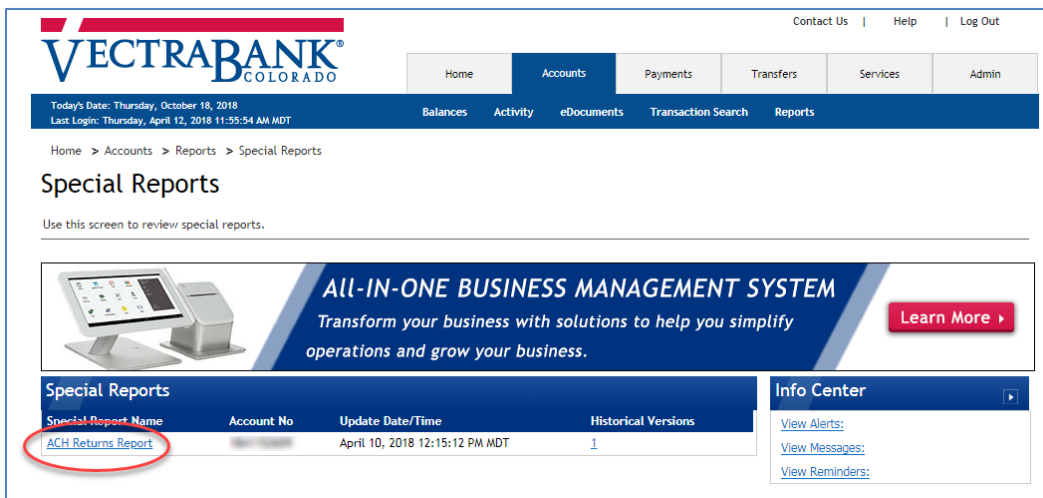 Contact Us | Help | Log Out
VECTRABANK®
COLORADO
Home Accounts Payments Transfers Services Admin
Today's Date: Thursday, October 18, 2018
Last Login: Thursday, April 12, 2018 11:55:54 AM MDT
Balances Activity eDocuments Transaction Search Reports
Home > Accounts > Reports > Special Reports
Special Reports
Use this screen to review special reports.
ALL-IN-ONE BUSINESS MANAGEMENT SYSTEM
Transform your business with solutions to help you simplify
operations and grow your business.
Learn More
Special Reports
Special Report Name Account No Update Date/Time Historical Versions
ACH Returns Report April 10, 2018 12:15:12 PM MDT 1
Info Center
View Alerts:
View Messages:
View Reminders: